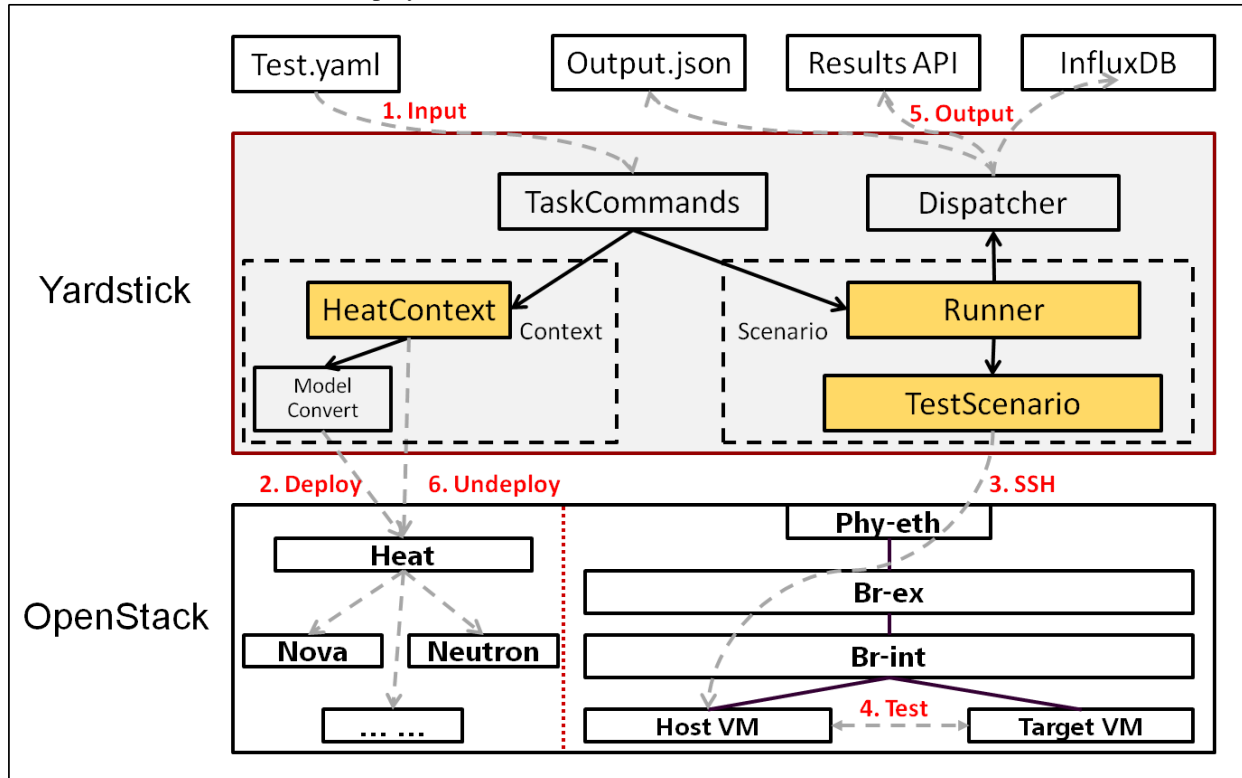 Test.yaml
Output.json
Results API
InfluxDB
1. Input
5. Output
Yardstick
TaskCommands
Dispatcher
HeatContext
Context
Scenario
Runner
Model
Convert
TestScenario
2. Deploy
6. Undeploy
3. SSH
OpenStack
Phy-eth
Heat
Br-ex
Nova
Neutron
Br-int
... ...
Host VM
4. Test
Target VM